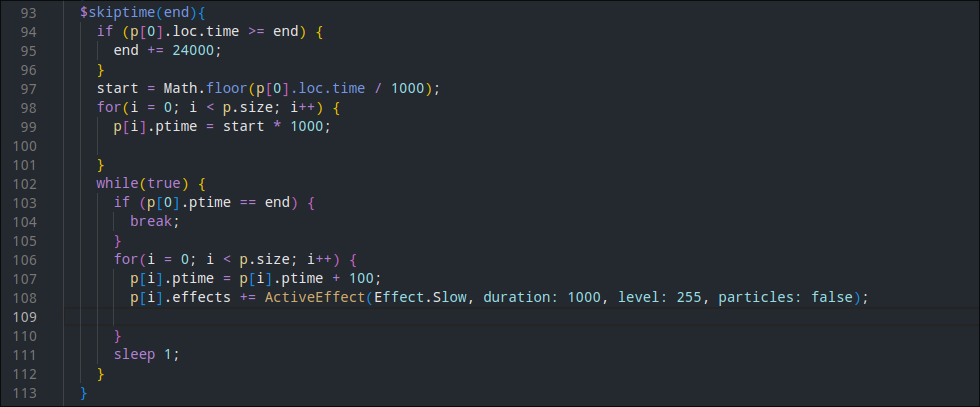 93 $skiptime(end){
94 if (p[0].loc.time >= end) {
95 end += 24000;
96 }
97 start = Math.floor(p[0].loc.time / 1000);
98 for(i = 0; i < p.size; i++) {
99 p[i].ptime = start * 1000;
100
101 }
102 while(true) {
103 if (p[0].ptime == end) {
104 break;
105 }
106 for(i = 0; i < p.size; i++) {
107 p[i].ptime = p[i].ptime + 100;
108 p[i].effects += ActiveEffect(Effect.Slow, duration: 1000, level: 255, particles: false);
109
110 }
111 sleep 1;
112 }
113 }